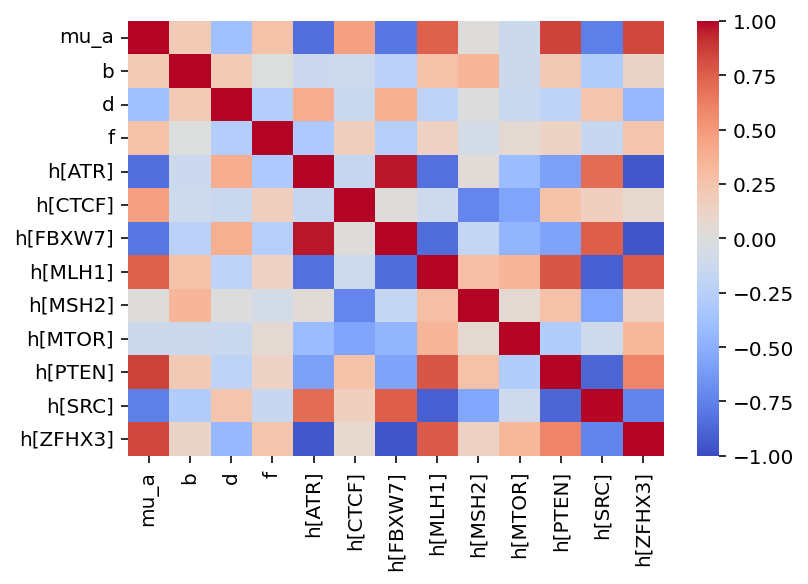 mu_a
b
d
f
h[ATR]
h[CTCF]
h[FBXW7]
h[MLH1]
h[MSH2]
h[MTOR]
h[PTEN]
h[SRC]
h[ZFHX3]
mu_a
b
d
f
h[ATR]
h[CTCF]
h[FBXW7]
h[MLH1]
h[MSH2]
h[MTOR]
h[PTEN]
h[SRC]
h[ZFHX3]
1.00
0.75
0.50
0.25
0.00
−0.25
−0.50
−0.75
−1.00